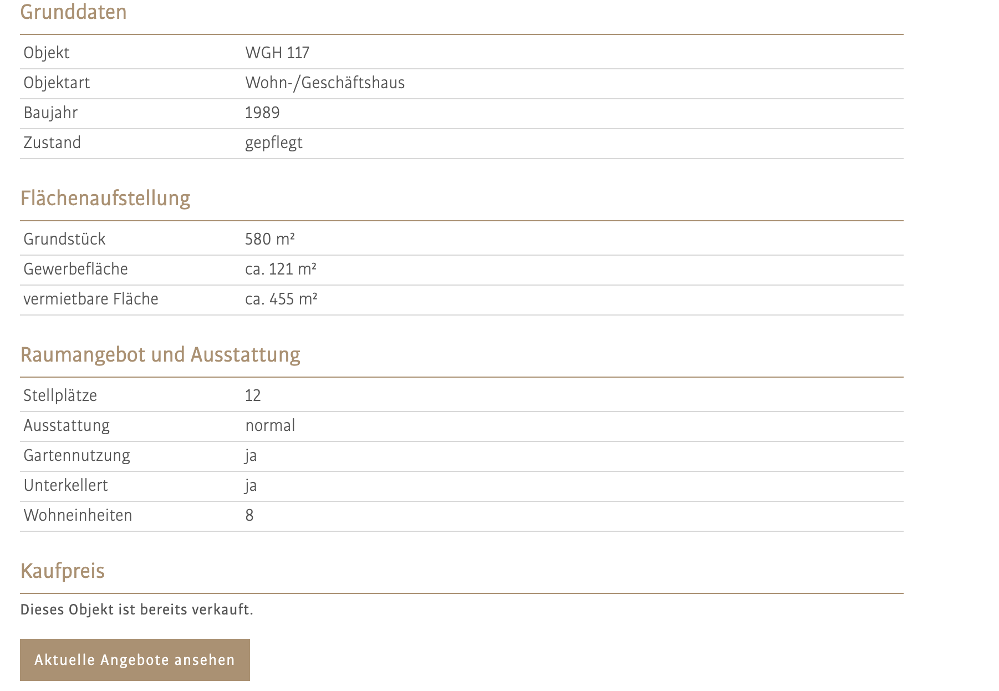 Grunddaten
Objekt WGH 117
Objektart Wohn-/Geschäftshaus
Baujahr 1989
Zustand gepflegt
Flächenaufstellung
Grundstück 580 m²
Gewerbefläche ca. 121 m²
vermietbare Fläche ca. 455 m²
Raumangebot und Ausstattung
Stellplätze 12
Ausstattung normal
Gartennutzung ja
Unterkellert ja
Wohneinheiten 8
Kaufpreis
Dieses Objekt ist bereits verkauft.
Aktuelle Angebote ansehen